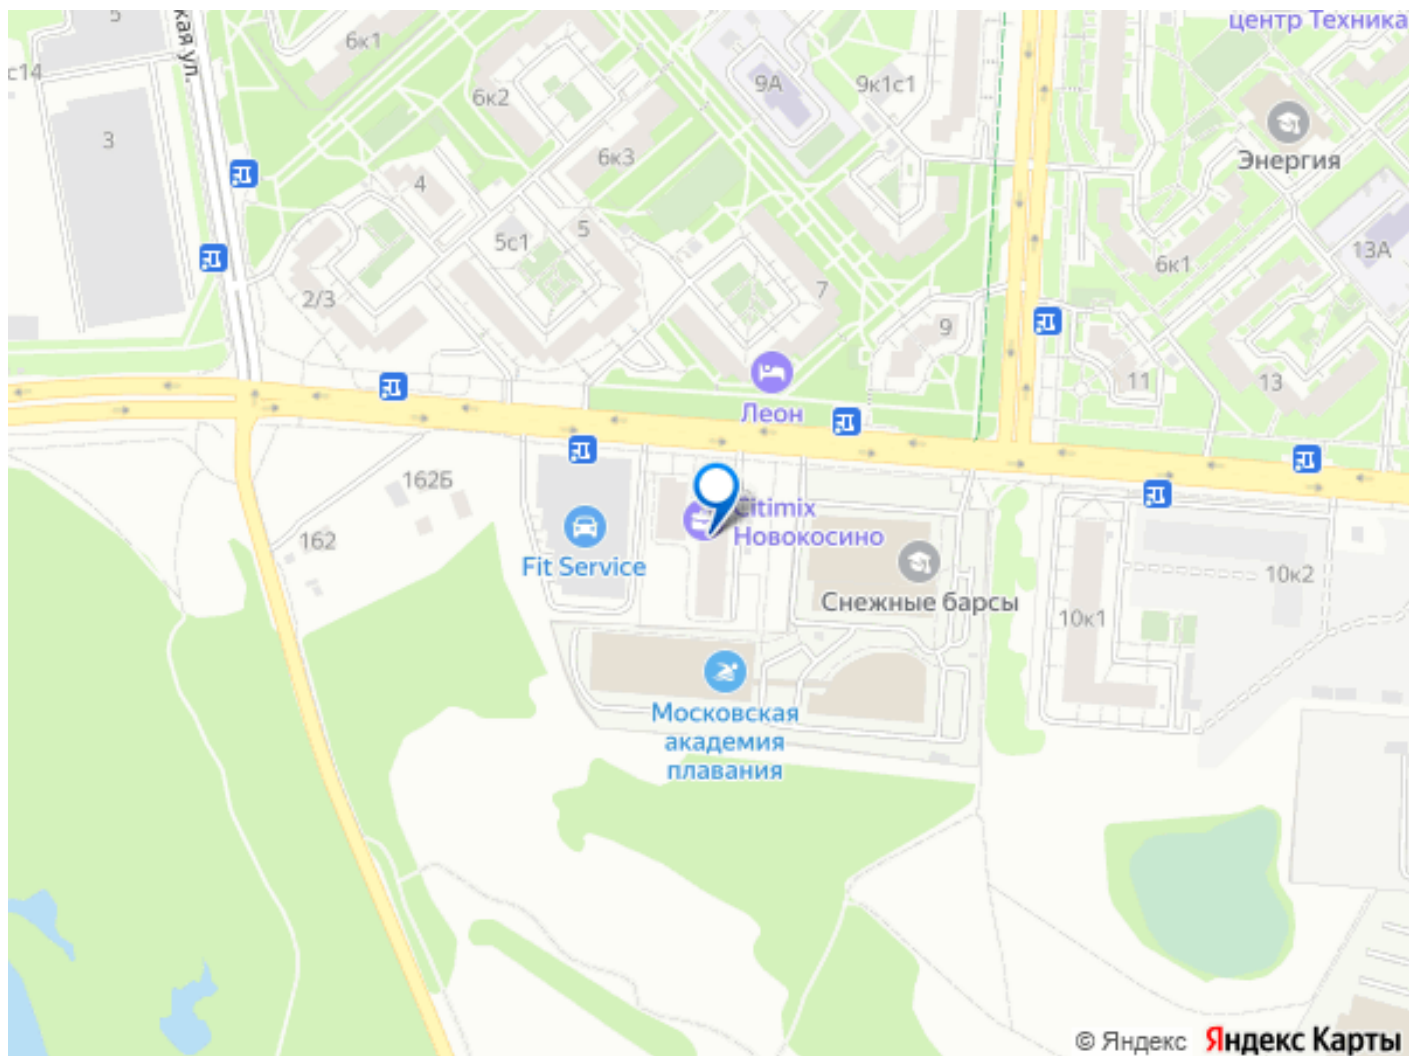 5
центр Техника
кая ул.
6к1
с14
6к2
9А
9к1с1
3
6к3
Энергия
4
5с1
5
13А
6к1
2/3
7
9
11
13
Леон
162Б
Citimix
Новокосино
162
Fit Service
Снежные барсы
10к2
10к1
Московская
академия
плавания
© Яндекс
Яндекс Карты